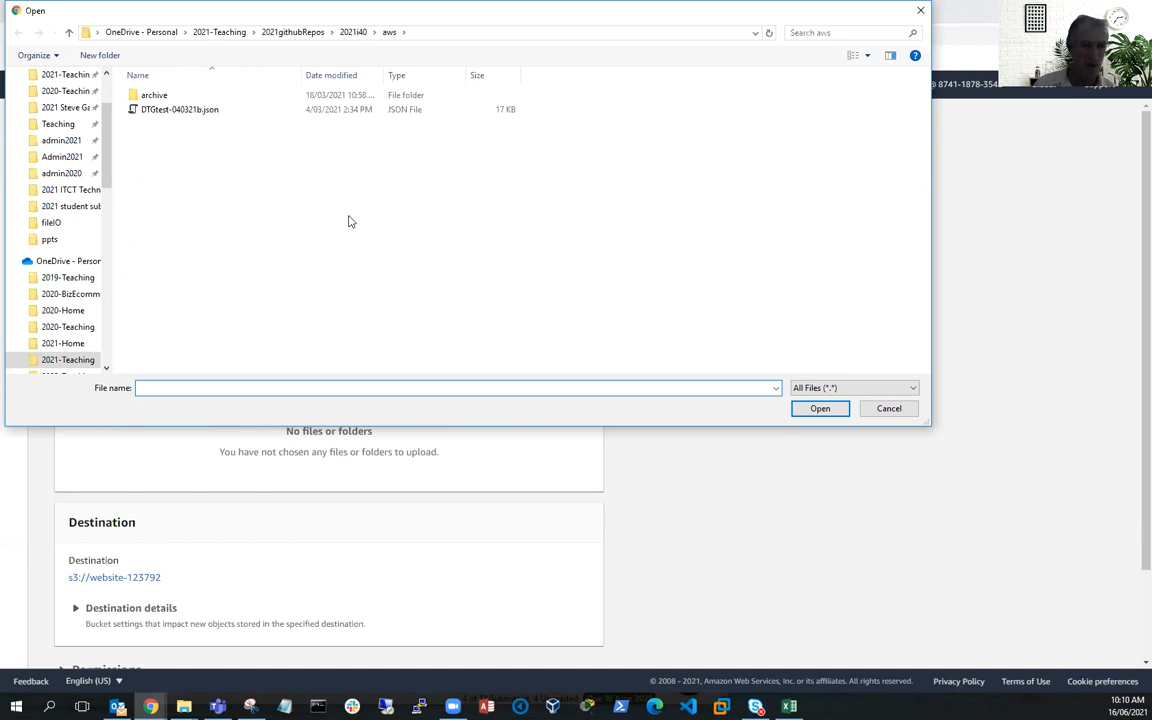 Open
OneDrive - Personal > 2021-Teaching > 2021githubRepos > 2021i40 > aws >
Search aws
Organize
New folder
Name
Date modified
Type
Size
archive
18/03/2021 10:58 ...
File folder
DTGtest-040321b.json
4/03/2021 2:34 PM
JSON File
17 KB
2021-Teachin
2020-Teachin
2021 Steve Ga
Teaching
admin2021
Admin2021
admin2020
2021 ITCT Techn
2021 student sub
fileIO
ppts
OneDrive - Person
2019-Teaching
2020-BizEcomm
2020-Home
2020-Teaching
2021-Home
2021-Teaching
File name:
All Files (*.*)
Open
Cancel
@ 8741-1878-354
No files or folders
You have not chosen any files or folders to upload.
Destination
Destination
s3://website-123792
Destination details
Bucket settings that impact new objects stored in the specified destination.
Permissions
Feedback
English (US)
© 2008 - 2021, Amazon Web Services, Inc. or its affiliates. All rights reserved.
Privacy Policy
Terms of Use
Cookie preferences
10:10 AM
16/06/2021